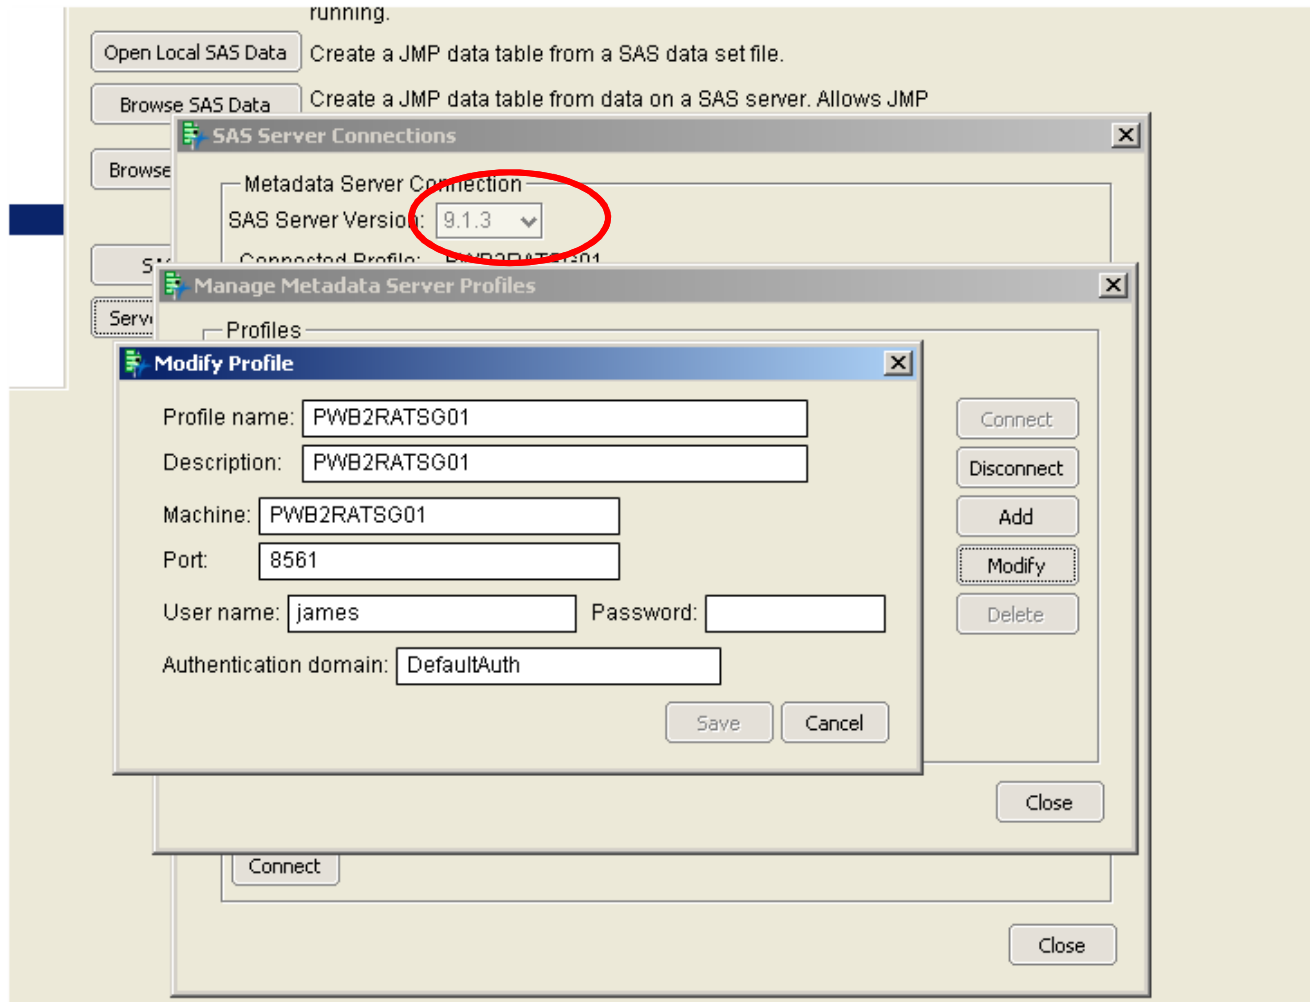 running.
Open Local SAS Data Create a JMP data table from a SAS data set file.
Browse SAS Data Create a JMP data table from data on a SAS server. Allows JMP
SAS Server Connections
Browse
Metadata Server Connection
SAS Server Version: 9.1.3
Connected Profile: PWB2RATSG01
Manage Metadata Server Profiles
Profiles
Modify Profile
Profile name: PWB2RATSG01
Connect
Description: PWB2RATSG01
Disconnect
Machine: PWB2RATSG01
Add
Port: 8561
Modify
User name: james Password:
Delete
Authentication domain: DefaultAuth
Save Cancel
Close
Connect
Close